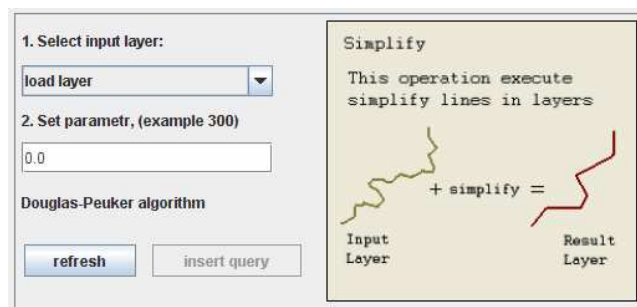 1. Select input layer:
load layer
2. Set parametr, (example 300)
0.0
Douglas-Peuker algorithm
refresh
insert query
Simplify
This operation execute
simplify lines in layers
+ simplify =
Input
Layer
Result
Layer